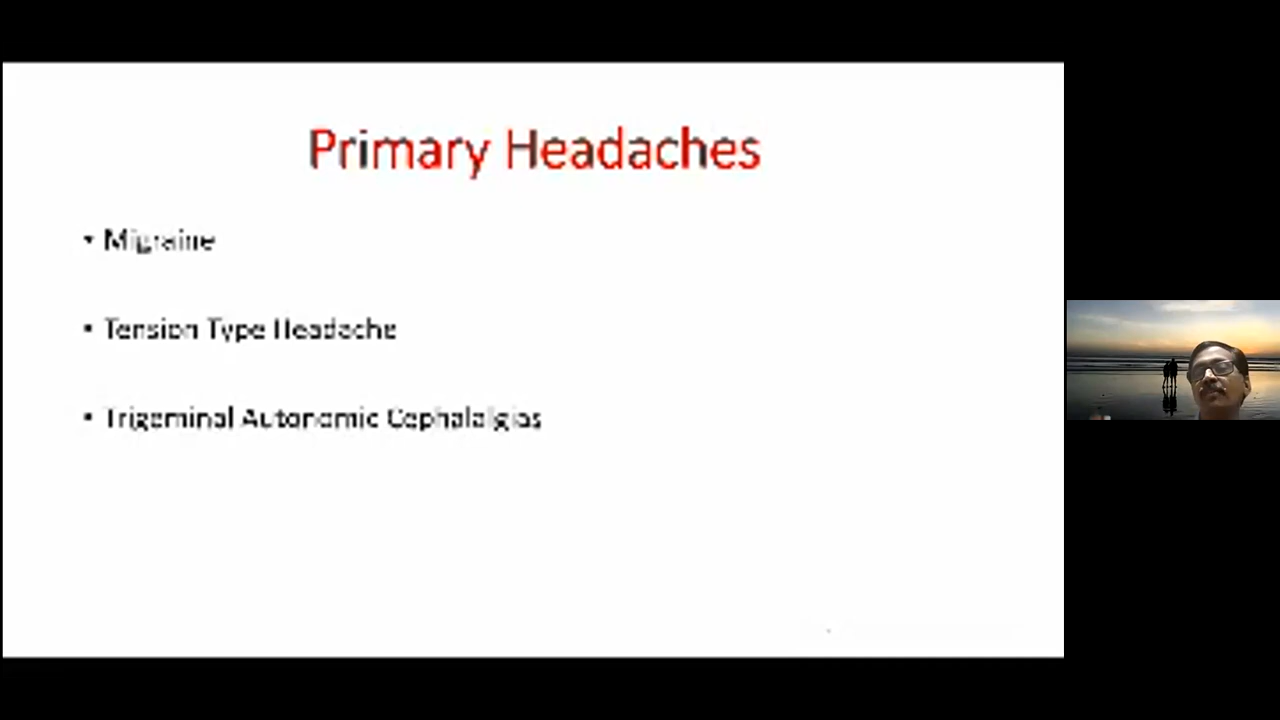 Primary Headaches
• Migraine
• Tension Type Headache
• Trigeminal Autonomic Cephalalgias